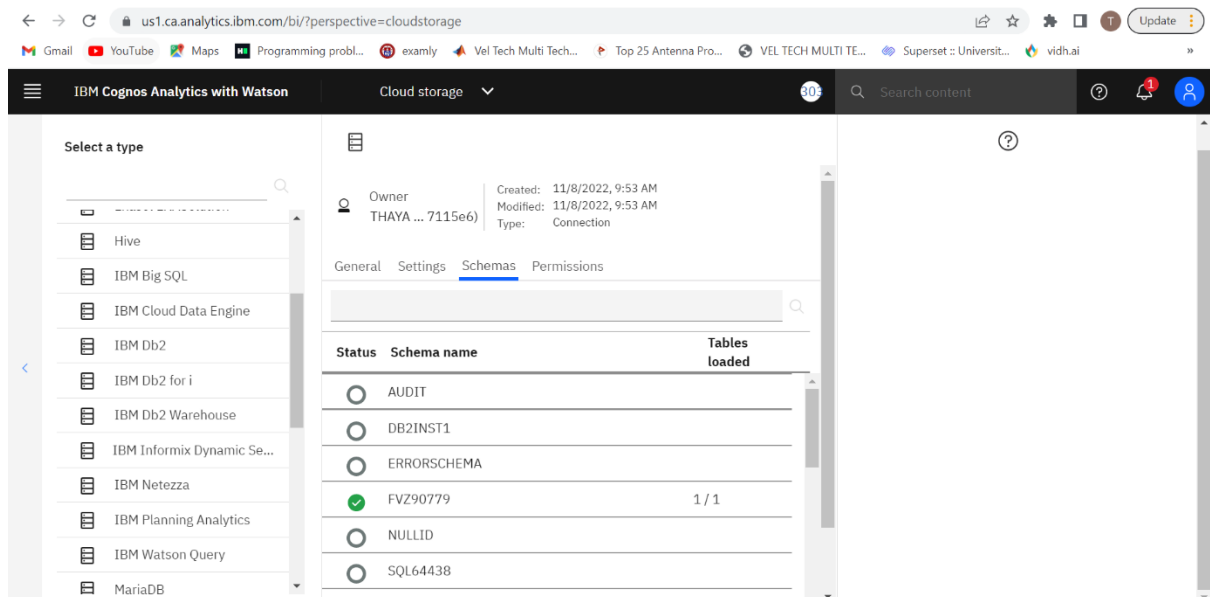 us1.ca.analytics.ibm.com/bi/?perspective=cloudstorage
Update
Gmail YouTube Maps Programming probl... examly Vel Tech Multi Tech... Top 25 Antenna Pro... VEL TECH MULTI TE... Superset :: Universit... vidh.ai »
IBM Cognos Analytics with Watson
Cloud storage
303
Search content
1
Select a type
Hive
IBM Big SQL
IBM Cloud Data Engine
IBM Db2
IBM Db2 for i
IBM Db2 Warehouse
IBM Informix Dynamic Se...
IBM Netezza
IBM Planning Analytics
IBM Watson Query
MariaDB
Owner
THAYA ... 7115e6)
Created: 11/8/2022, 9:53 AM
Modified: 11/8/2022, 9:53 AM
Type: Connection
General Settings Schemas Permissions
Status Schema name Tables loaded
AUDIT
DB2INST1
ERRORSCHEMA
FVZ90779 1 / 1
NULLID
SQL64438